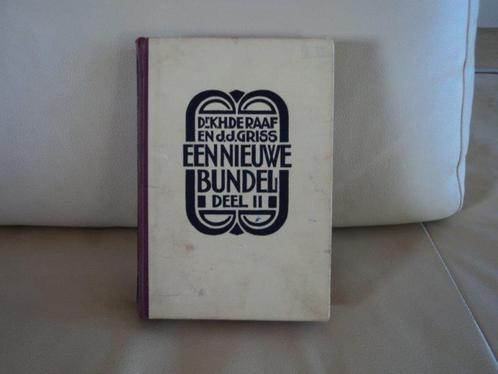 DR K.H. DE RAAF
EN J.J. GRISS
EEN NIEUWE
BUNDEL
DEEL II